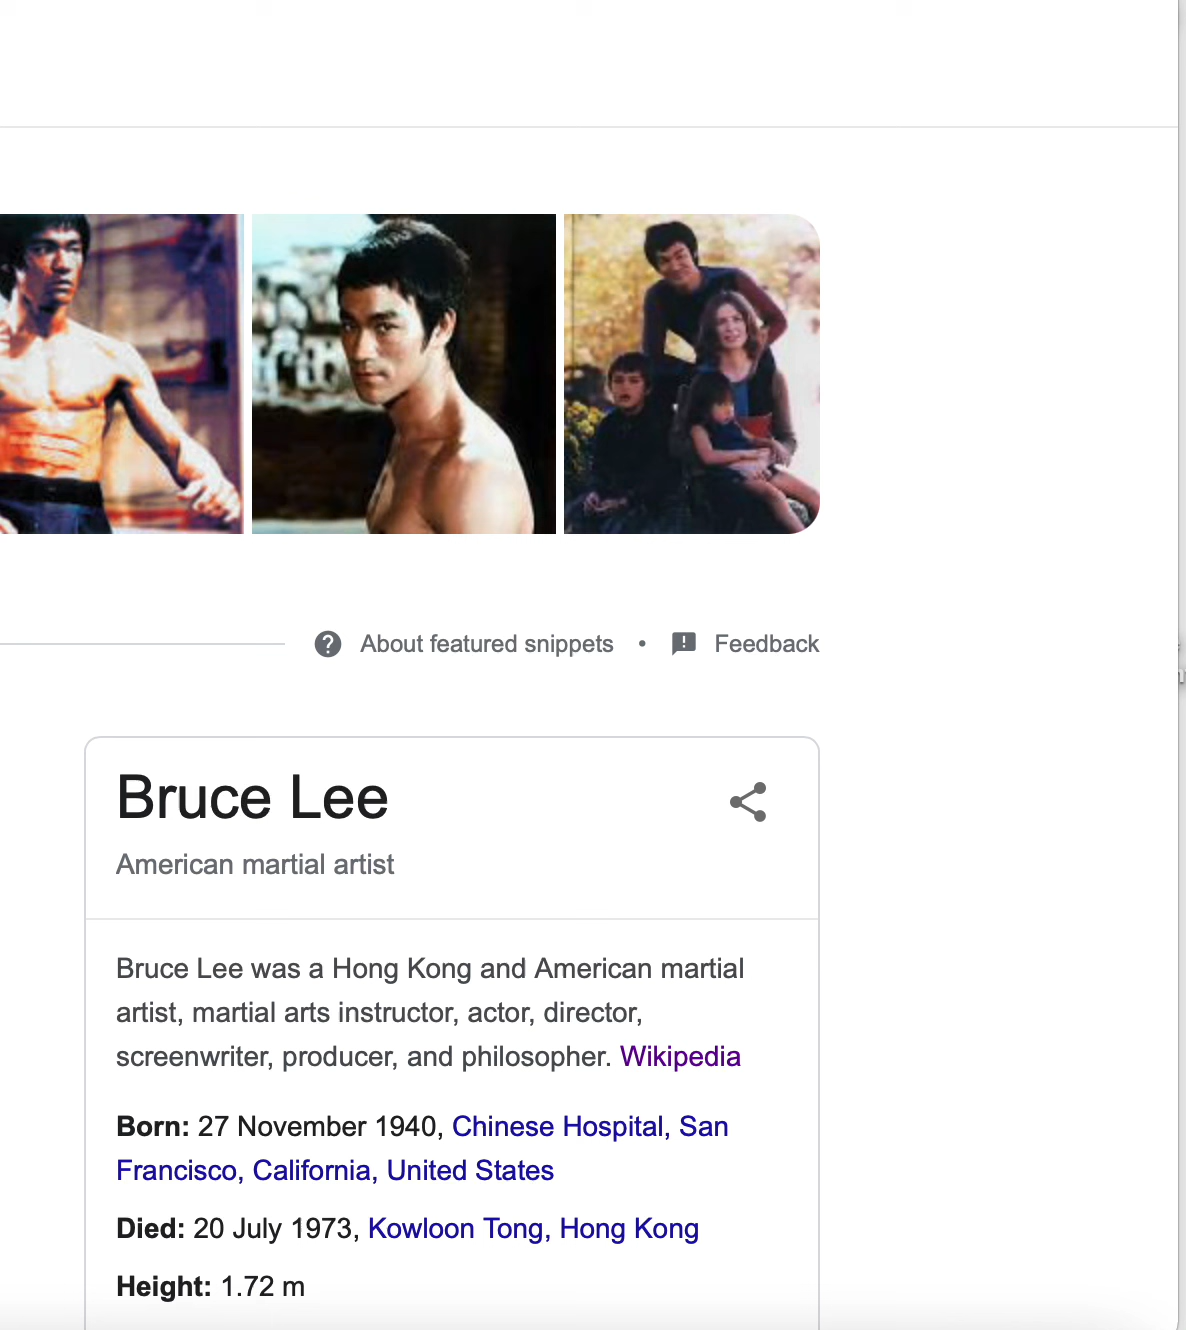 About featured snippets • Feedback
Bruce Lee
American martial artist
Bruce Lee was a Hong Kong and American martial
artist, martial arts instructor, actor, director,
screenwriter, producer, and philosopher. Wikipedia
Born: 27 November 1940, Chinese Hospital, San
Francisco, California, United States
Died: 20 July 1973, Kowloon Tong, Hong Kong
Height: 1.72 m